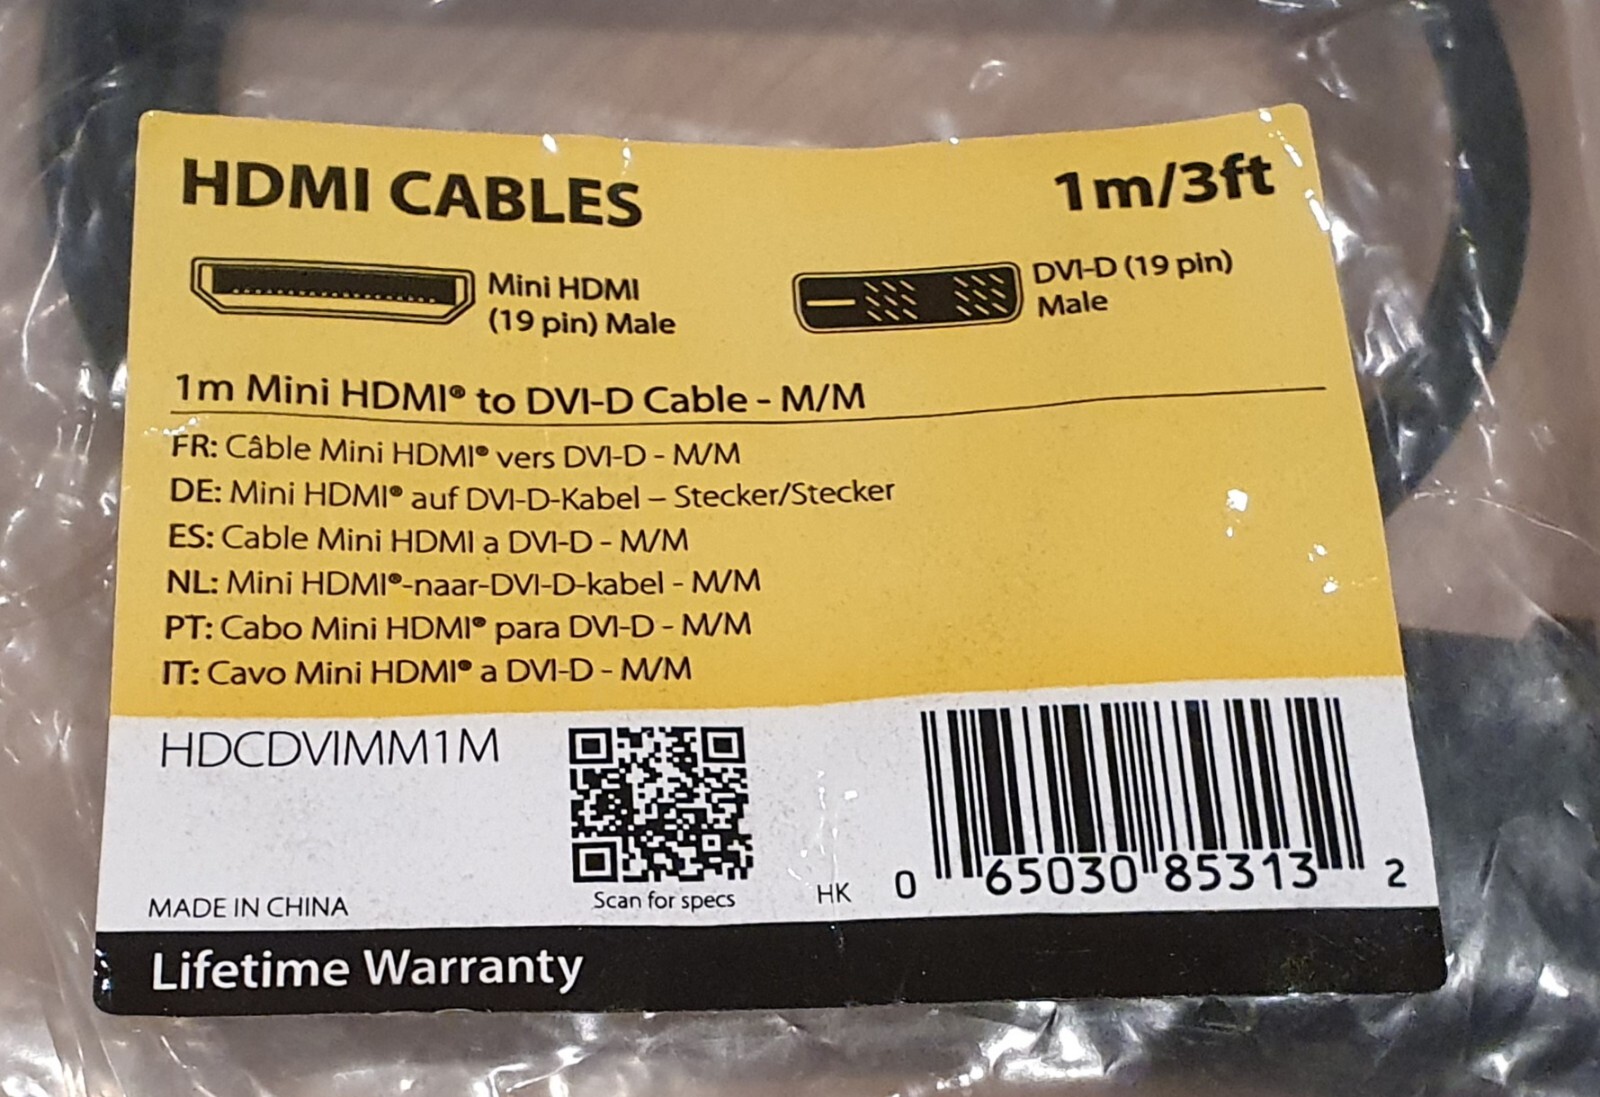 HDMI CABLES
1m/3ft
Mini HDMI
(19 pin) Male
DVI-D (19 pin)
Male
1m Mini HDMI® to DVI-D Cable - M/M
FR: Câble Mini HDMI® vers DVI-D - M/M
DE: Mini HDMI® auf DVI-D-Kabel – Stecker/Stecker
ES: Cable Mini HDMI a DVI-D - M/M
NL: Mini HDMI®-naar-DVI-D-kabel - M/M
PT: Cabo Mini HDMI® para DVI-D - M/M
IT: Cavo Mini HDMI® a DVI-D - M/M
HDCDVIMM1M
Scan for specs
HK
0 65030 85313 2
MADE IN CHINA
Lifetime Warranty